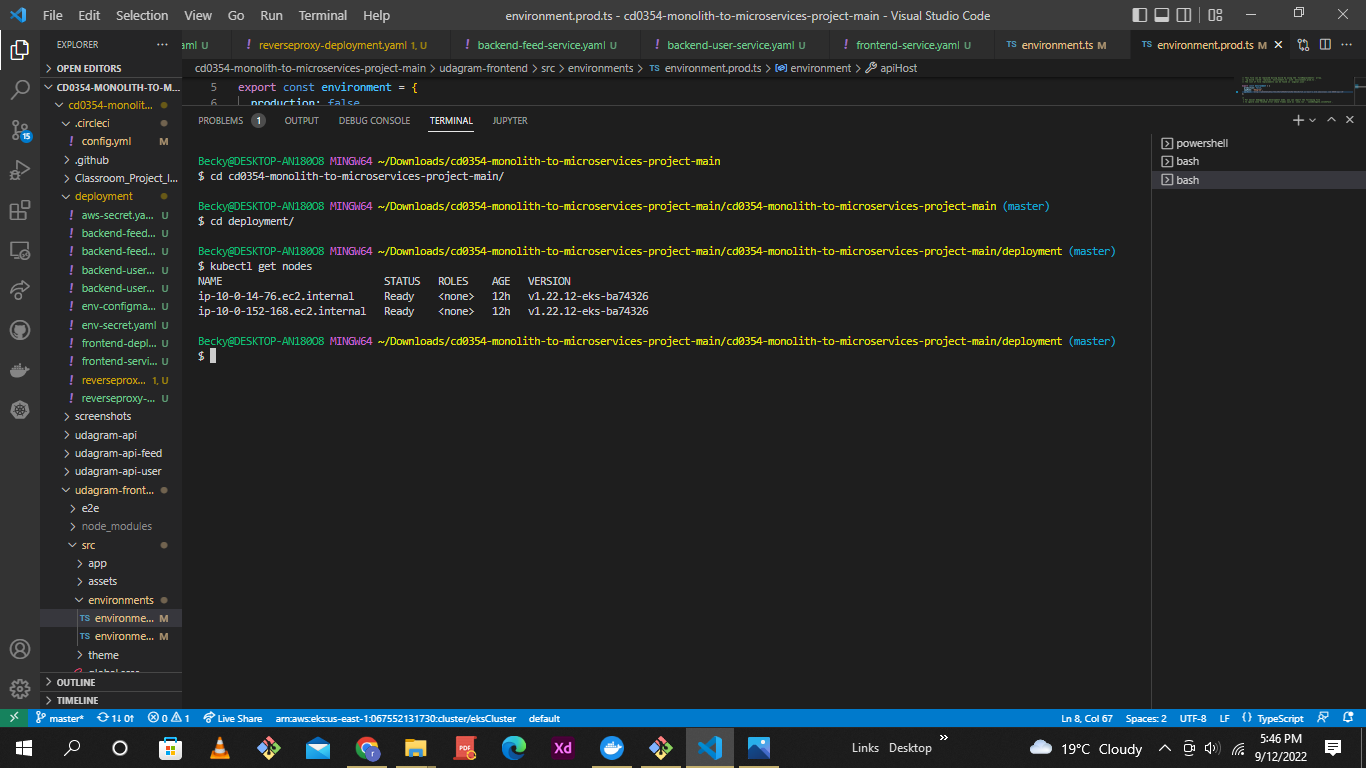 File Edit Selection View Go Run Terminal Help environment.prod.ts - cd0354-monolith-to-microservices-project-main - Visual Studio Code
EXPLORER ...
yaml U
! reverseproxy-deployment.yaml 1, U
! backend-feed-service.yaml U
! backend-user-service.yaml U
! frontend-service.yaml U
TS environment.ts M
TS environment.prod.ts M
OPEN EDITORS
cd0354-monolith-to-microservices-project-main > udagram-frontend > src > environments > TS environment.prod.ts > environment > apiHost
CD0354-MONOLITH-TO-M...
cd0354-monolit...
.circleci
! config.yml M
.github
Classroom_Project_I...
deployment
! aws-secret.ya... U
! backend-feed... U
! backend-feed... U
! backend-user... U
! backend-user... U
! env-configma... U
! env-secret.yaml U
! frontend-depl... U
! frontend-servi... U
! reverseprox... 1, U
! reverseproxy-... U
screenshots
udagram-api
udagram-api-feed
udagram-api-user
udagram-front...
e2e
node_modules
src
app
assets
environments
TS environme... M
TS environme... M
theme
global.scss
OUTLINE
TIMELINE
5 export const environment = {
6 production: false,
PROBLEMS 1 OUTPUT DEBUG CONSOLE TERMINAL JUPYTER
Becky@DESKTOP-AN180O8 MINGW64 ~/Downloads/cd0354-monolith-to-microservices-project-main
$ cd cd0354-monolith-to-microservices-project-main/
Becky@DESKTOP-AN180O8 MINGW64 ~/Downloads/cd0354-monolith-to-microservices-project-main/cd0354-monolith-to-microservices-project-main (master)
$ cd deployment/
Becky@DESKTOP-AN180O8 MINGW64 ~/Downloads/cd0354-monolith-to-microservices-project-main/cd0354-monolith-to-microservices-project-main/deployment (master)
$ kubectl get nodes
NAME STATUS ROLES AGE VERSION
ip-10-0-14-76.ec2.internal Ready <none> 12h v1.22.12-eks-ba74326
ip-10-0-152-168.ec2.internal Ready <none> 12h v1.22.12-eks-ba74326
Becky@DESKTOP-AN180O8 MINGW64 ~/Downloads/cd0354-monolith-to-microservices-project-main/cd0354-monolith-to-microservices-project-main/deployment (master)
$
powershell
bash
bash
15
master* 1↓ 0↑ 0 1 Live Share arn:aws:eks:us-east-1:067552131730:cluster/eksCluster default Ln 8, Col 67 Spaces: 2 UTF-8 LF {} TypeScript
PDF
Xd
Links Desktop » 19°C Cloudy
5:46 PM
9/12/2022